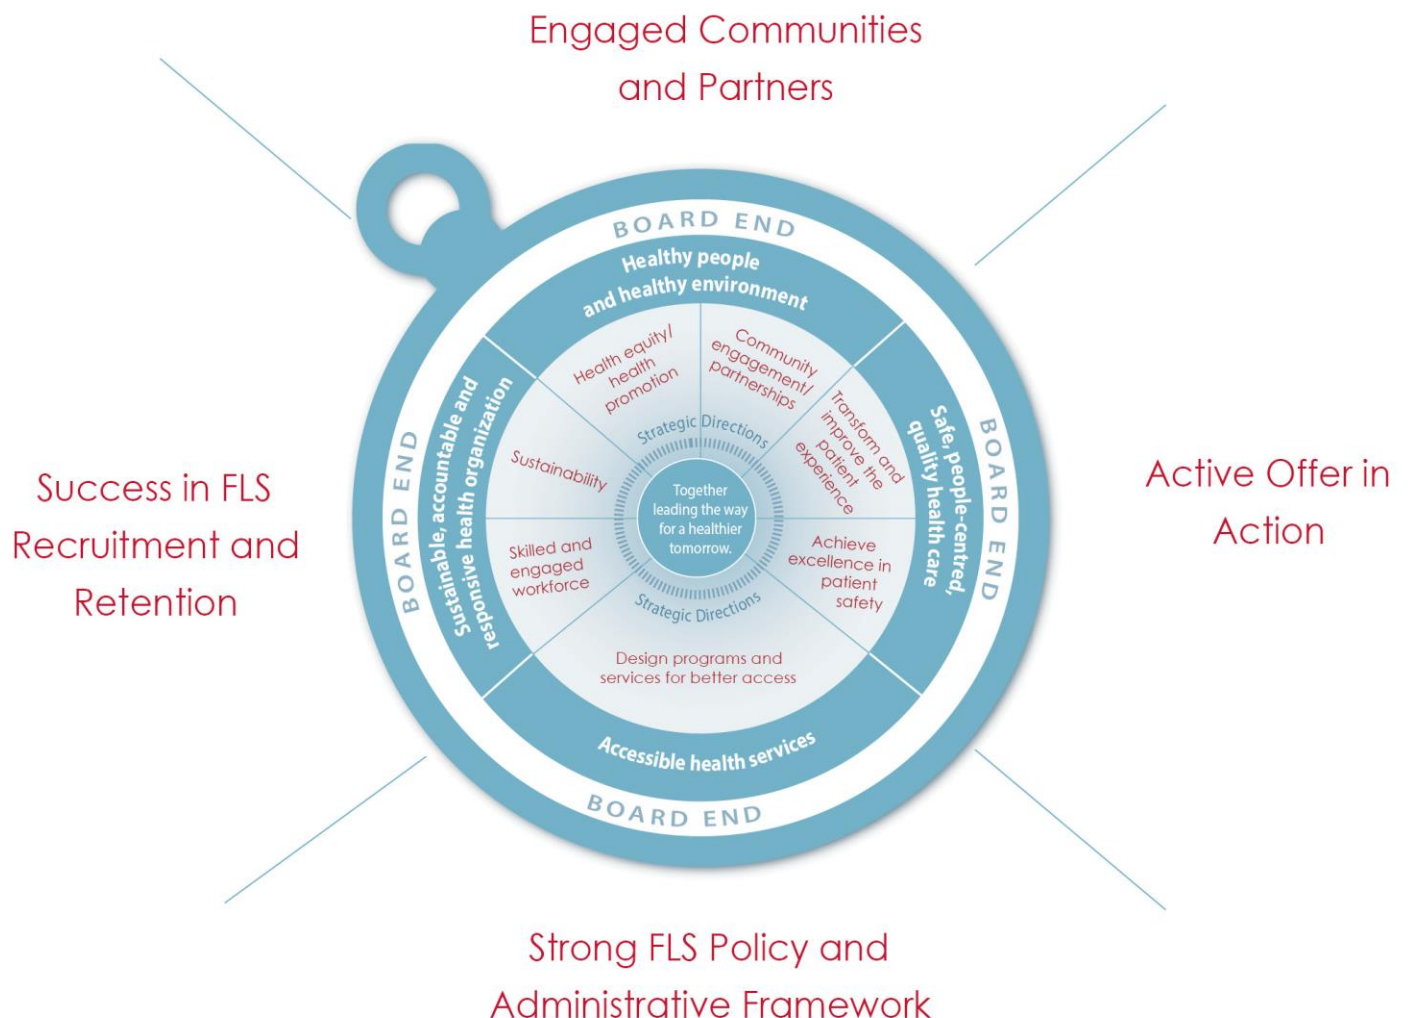 Engaged Communities
and Partners
BOARD END
Healthy people
and healthy environment
Health equity/
health
promotion
Community
engagement/
partnerships
Transform and
improve the
patient
experience
Strategic Directions
Sustainability
Together
leading the way
for a healthier
tomorrow.
Skilled and
engaged
workforce
Achieve
excellence in
patient
safety
Strategic Directions
Design programs and
services for better access
BOARD END
Sustainable, accountable and
responsive health organization
Safe, people-centred,
quality health care
BOARD END
Accessible health services
BOARD END
Success in FLS
Recruitment and
Retention
Active Offer in
Action
Strong FLS Policy and
Administrative Framework